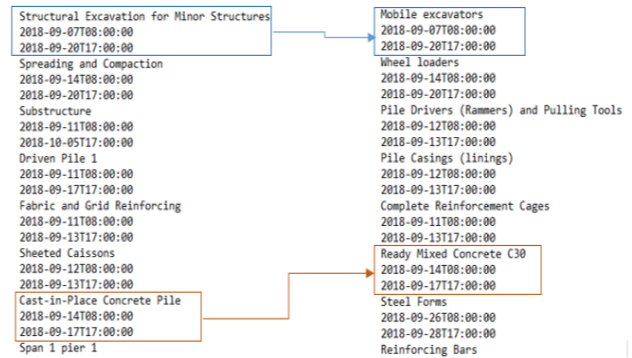 Structural Excavation for Minor Structures
2018-09-07T08:00:00
2018-09-20T17:00:00
Spreading and Compaction
2018-09-14T08:00:00
2018-09-20T17:00:00
Substructure
2018-09-11T08:00:00
2018-10-05T17:00:00
Driven Pile 1
2018-09-11T08:00:00
2018-09-17T17:00:00
Fabric and Grid Reinforcing
2018-09-11T08:00:00
2018-09-13T17:00:00
Sheeted Caissons
2018-09-12T08:00:00
2018-09-13T17:00:00
Cast-in-Place Concrete Pile
2018-09-14T08:00:00
2018-09-17T17:00:00
Span 1 pier 1
Mobile excavators
2018-09-07T08:00:00
2018-09-20T17:00:00
Wheel loaders
2018-09-14T08:00:00
2018-09-20T17:00:00
Pile Drivers (Rammers) and Pulling Tools
2018-09-12T08:00:00
2018-09-13T17:00:00
Pile Casings (linings)
2018-09-12T08:00:00
2018-09-13T17:00:00
Complete Reinforcement Cages
2018-09-11T08:00:00
2018-09-13T17:00:00
Ready Mixed Concrete C30
2018-09-14T08:00:00
2018-09-17T17:00:00
Steel Forms
2018-09-26T08:00:00
2018-09-28T17:00:00
Reinforcing Bars